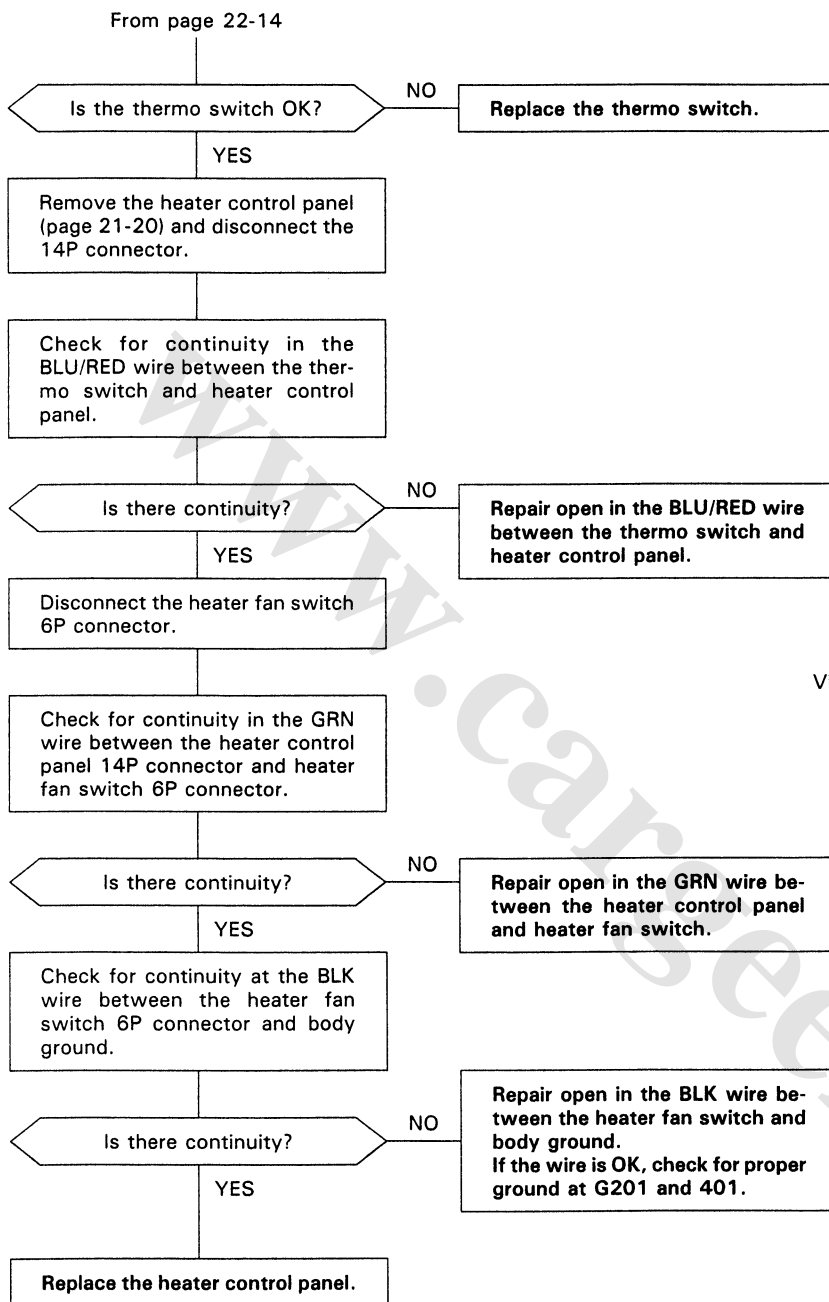 From page 22-14
Is the thermo switch OK?
NO
Replace the thermo switch.
YES
Remove the heater control panel
(page 21-20) and disconnect the
14P connector.
Check for continuity in the
BLU/RED wire between the ther-
mo switch and heater control
panel.
Is there continuity?
NO
Repair open in the BLU/RED wire
between the thermo switch and
heater control panel.
YES
Disconnect the heater fan switch
6P connector.
V
Check for continuity in the GRN
wire between the heater control
panel 14P connector and heater
fan switch 6P connector.
Is there continuity?
NO
Repair open in the GRN wire be-
tween the heater control panel
and heater fan switch.
YES
Check for continuity at the BLK
wire between the heater fan
switch 6P connector and body
ground.
Is there continuity?
NO
Repair open in the BLK wire be-
tween the heater fan switch and
body ground.
If the wire is OK, check for proper
ground at G201 and 401.
YES
Replace the heater control panel.
www.cargee